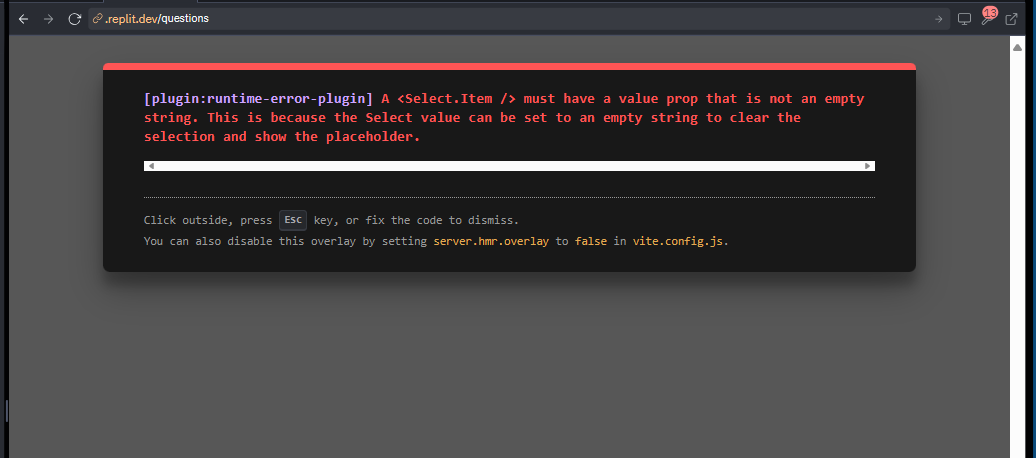 .replit.dev/questions
13
[plugin:runtime-error-plugin] A <Select.Item /> must have a value prop that is not an empty
string. This is because the Select value can be set to an empty string to clear the
selection and show the placeholder.
Click outside, press Esc key, or fix the code to dismiss.
You can also disable this overlay by setting server.hmr.overlay to false in vite.config.js.